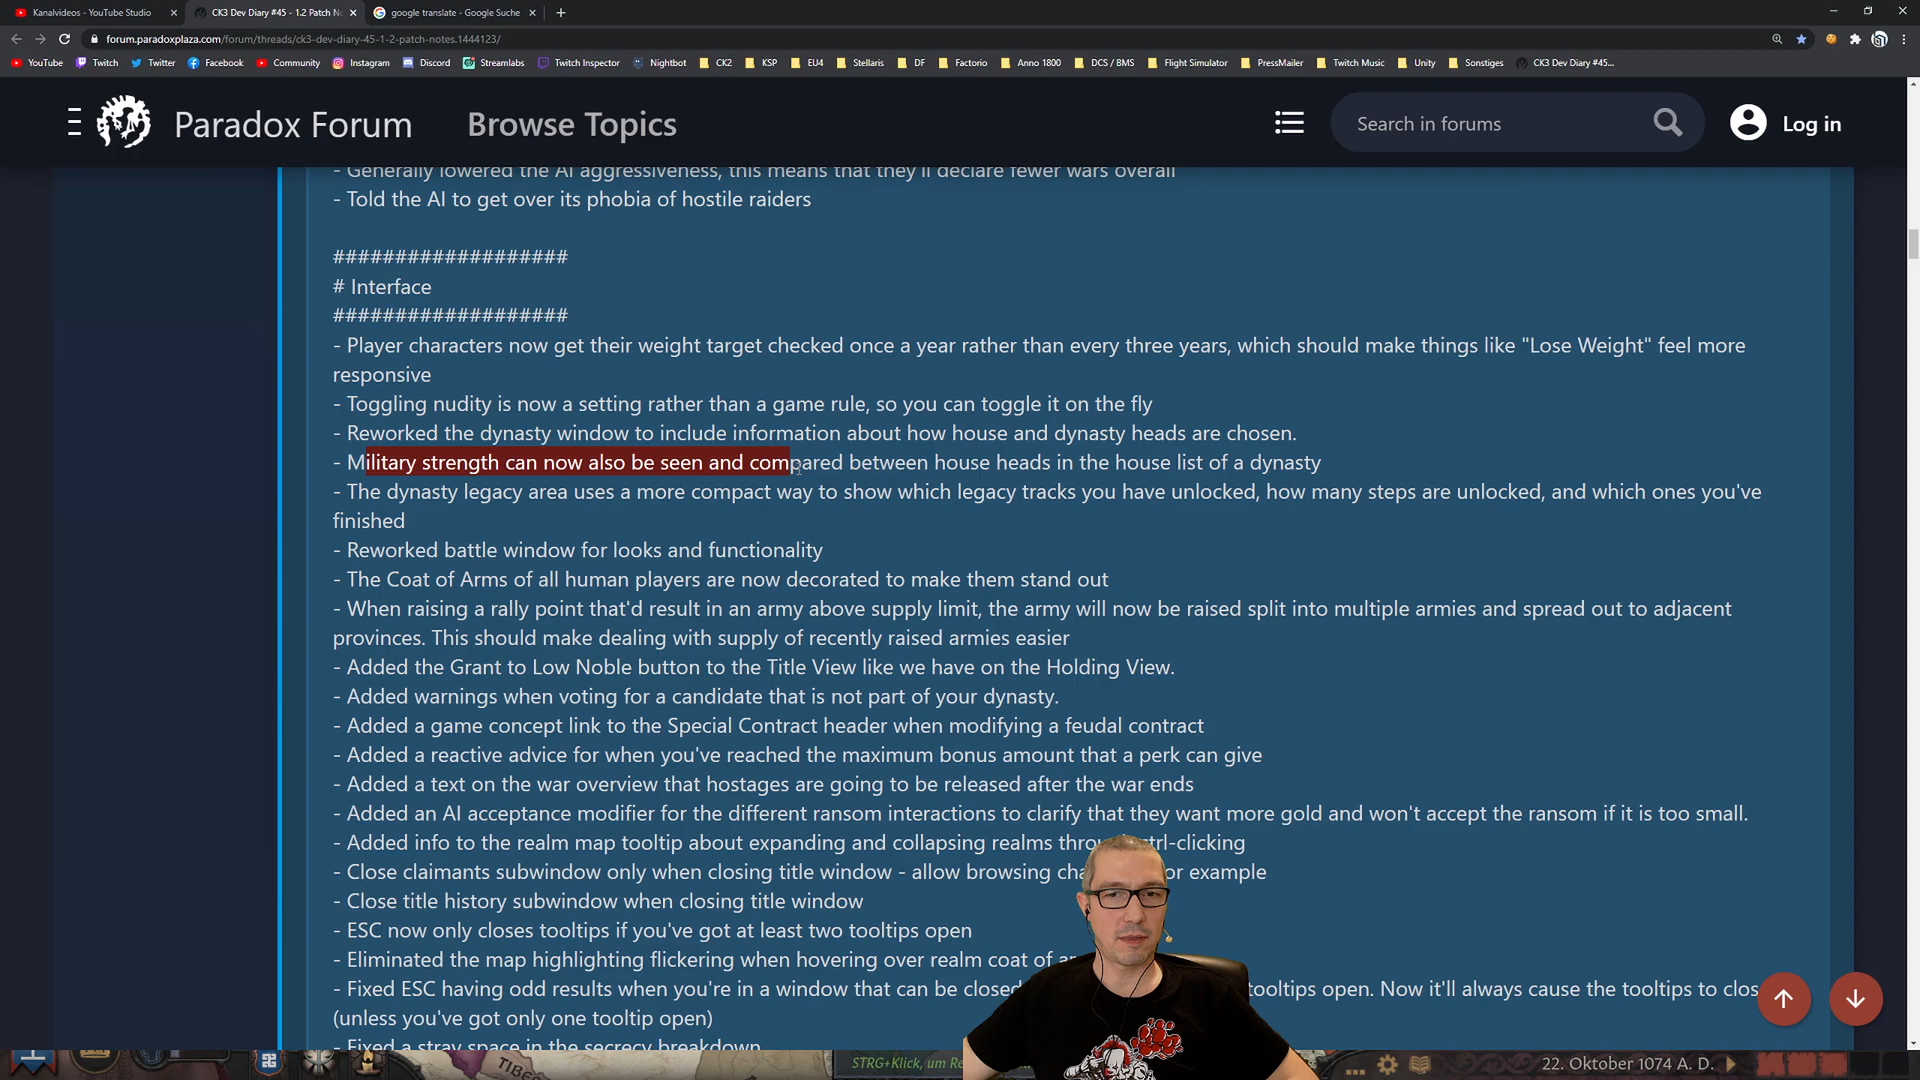 Kanalvideos - YouTube Studio
CK3 Dev Diary #45 - 1.2 Patch N
google translate - Google Suche
forum.paradoxplaza.com/forum/threads/ck3-dev-diary-45-1-2-patch-notes.1444123/
YouTube Twitch Twitter Facebook Community Instagram Discord Streamlabs Twitch Inspector Nightbot CK2 KSP EU4 Stellaris DF Factorio Anno 1800 DCS / BMS Flight Simulator PressMailer Twitch Music Unity Sonstiges CK3 Dev Diary #45...
Paradox Forum Browse Topics Search in forums Log in
- Generally lowered the AI aggressiveness, this means that they'll declare fewer wars overall
- Told the AI to get over its phobia of hostile raiders
###################
# Interface
###################
- Player characters now get their weight target checked once a year rather than every three years, which should make things like "Lose Weight" feel more
responsive
- Toggling nudity is now a setting rather than a game rule, so you can toggle it on the fly
- Reworked the dynasty window to include information about how house and dynasty heads are chosen.
- Military strength can now also be seen and compared between house heads in the house list of a dynasty
- The dynasty legacy area uses a more compact way to show which legacy tracks you have unlocked, how many steps are unlocked, and which ones you've
finished
- Reworked battle window for looks and functionality
- The Coat of Arms of all human players are now decorated to make them stand out
- When raising a rally point that'd result in an army above supply limit, the army will now be raised split into multiple armies and spread out to adjacent
provinces. This should make dealing with supply of recently raised armies easier
- Added the Grant to Low Noble button to the Title View like we have on the Holding View.
- Added warnings when voting for a candidate that is not part of your dynasty.
- Added a game concept link to the Special Contract header when modifying a feudal contract
- Added a reactive advice for when you've reached the maximum bonus amount that a perk can give
- Added a text on the war overview that hostages are going to be released after the war ends
- Added an AI acceptance modifier for the different ransom interactions to clarify that they want more gold and won't accept the ransom if it is too small.
- Added info to the realm map tooltip about expanding and collapsing realms trl-clicking
- Close claimants subwindow only when closing title window - allow browsing or example
- Close title history subwindow when closing title window
- ESC now only closes tooltips if you've got at least two tooltips open
- Eliminated the map highlighting flickering when hovering over realm coat of
- Fixed ESC having odd results when you're in a window that can be closed tooltips open. Now it'll always cause the tooltips to clos
(unless you've got only one tooltip open)
- Fixed a stray space in the secrecy breakdown
TIBE
STRG+Klick, um Re
22. Oktober 1074 A. D.